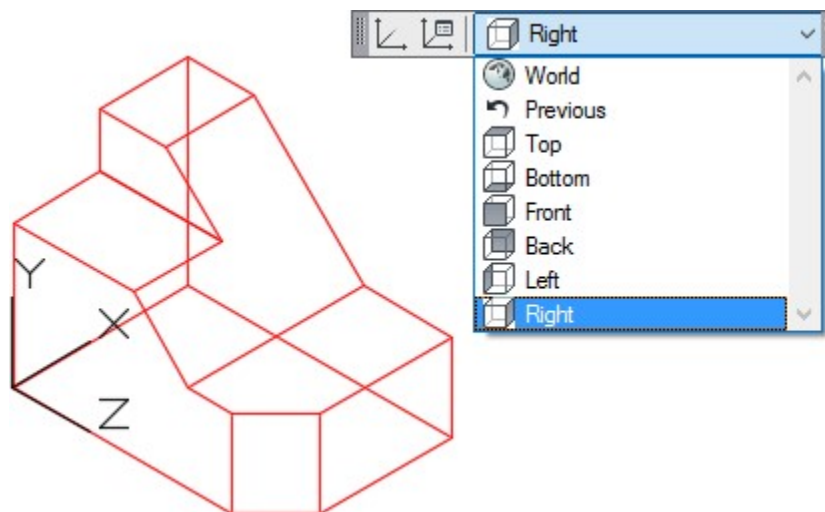 Right
World
Previous
Top
Bottom
Front
Back
Left
Right
Y
X
Z